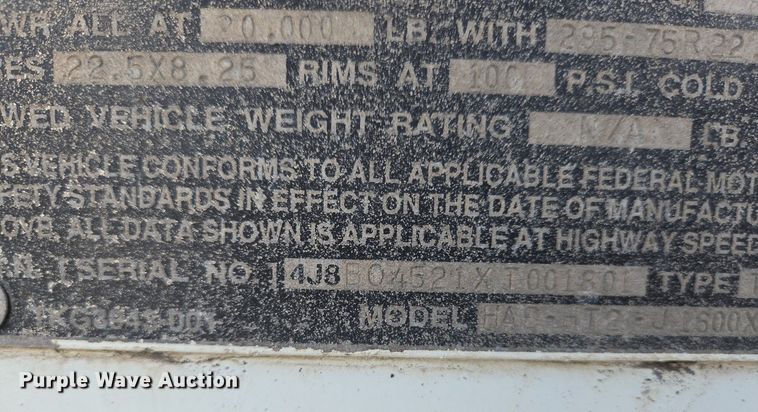 WR ALL AT 20,000 LB. WITH 295-75R22
ES 22.5X8.25 RIMS AT 100 P.S.I. COLD
WED VEHICLE WEIGHT RATING N/A LB.
S VEHICLE CONFORMS TO ALL APPLICABLE FEDERAL MOT
FETY STANDARDS IN EFFECT ON THE DATE OF MANUFACTU
OVE. ALL DATA SHOWN IS APPLICABLE AT HIGHWAY SPEED
SERIAL NO. TYPE
MODEL
Purple Wave Auction